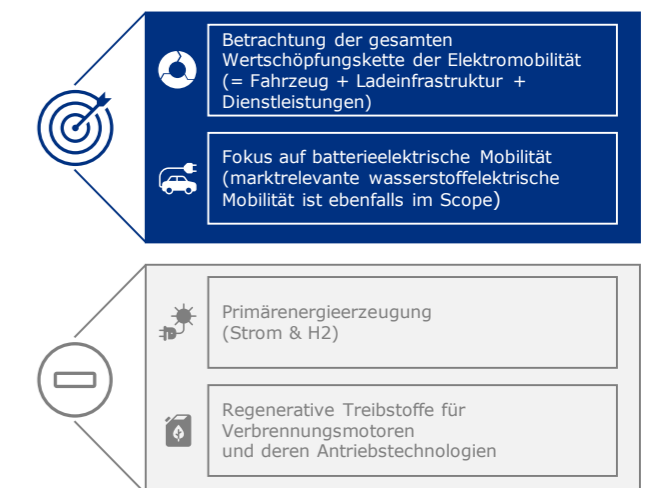 Betrachtung der gesamten
Wertschöpfungskette der Elektromobilität
(= Fahrzeug + Ladeinfrastruktur +
Dienstleistungen)
Fokus auf batterieelektrische Mobilität
(marktrelevante wasserstoffelektrische
Mobilität ist ebenfalls im Scope)
Primärenergieerzeugung
(Strom & H2)
Regenerative Treibstoffe für
Verbrennungsmotoren
und deren Antriebstechnologien